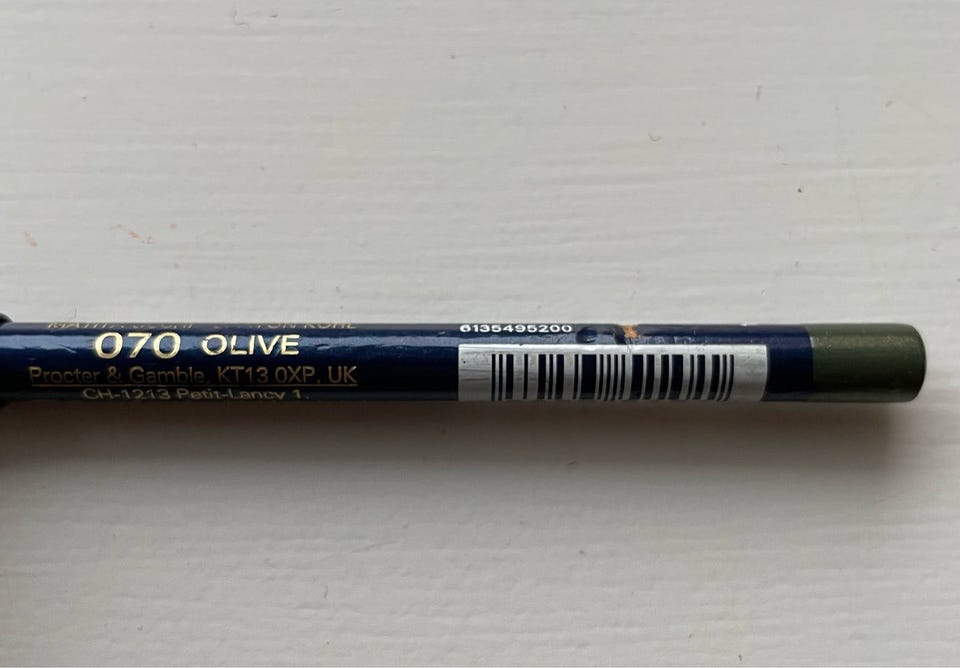 6135495200
070 OLIVE
Procter & Gamble, KT13 0XP, UK
CH-1213 Petit-Lancy 1.